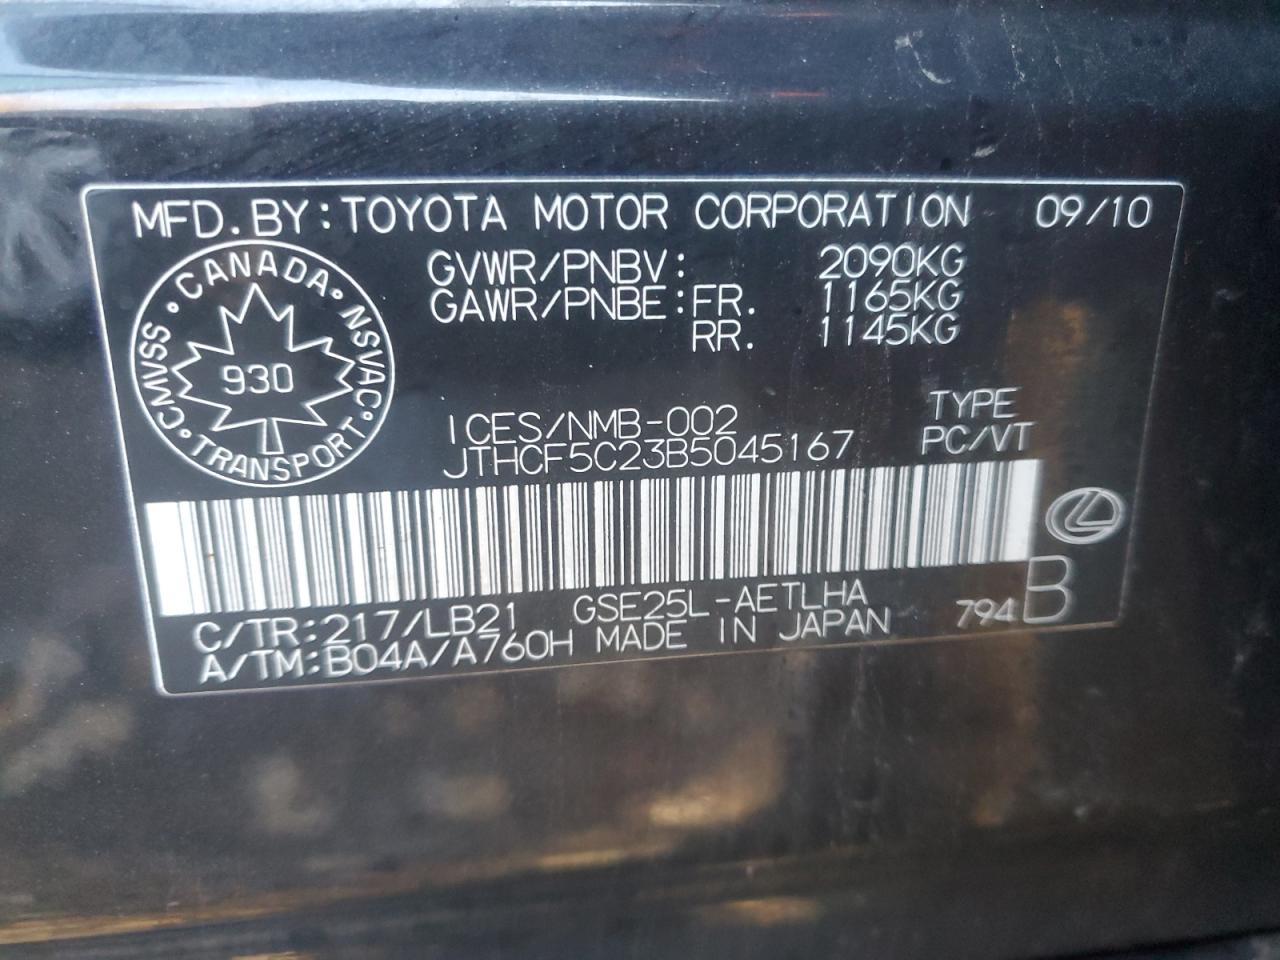 MFD. BY: TOYOTA MOTOR CORPORATION 09/10
GVWR/PNBV: 2090KG
GAWR/PNBE: FR. 1165KG
RR. 1145KG
CANADA • NSVAC • TRANSPORT • CMVSS •
930
ICES/NMB-002 TYPE
JTHCF5C23B5045167 PC/VT
C/TR: 217/LB21 GSE25L-AETLHA
A/TM: B04A/A760H MADE IN JAPAN 794 B